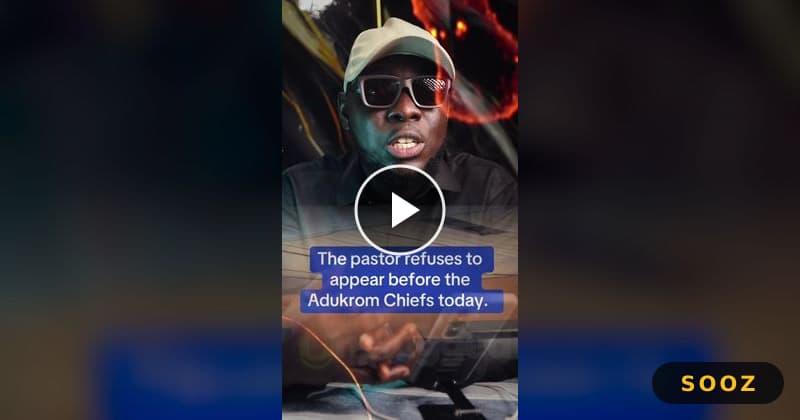 The pastor refuses to
appear before the
Adukrom Chiefs today.
SOOZ